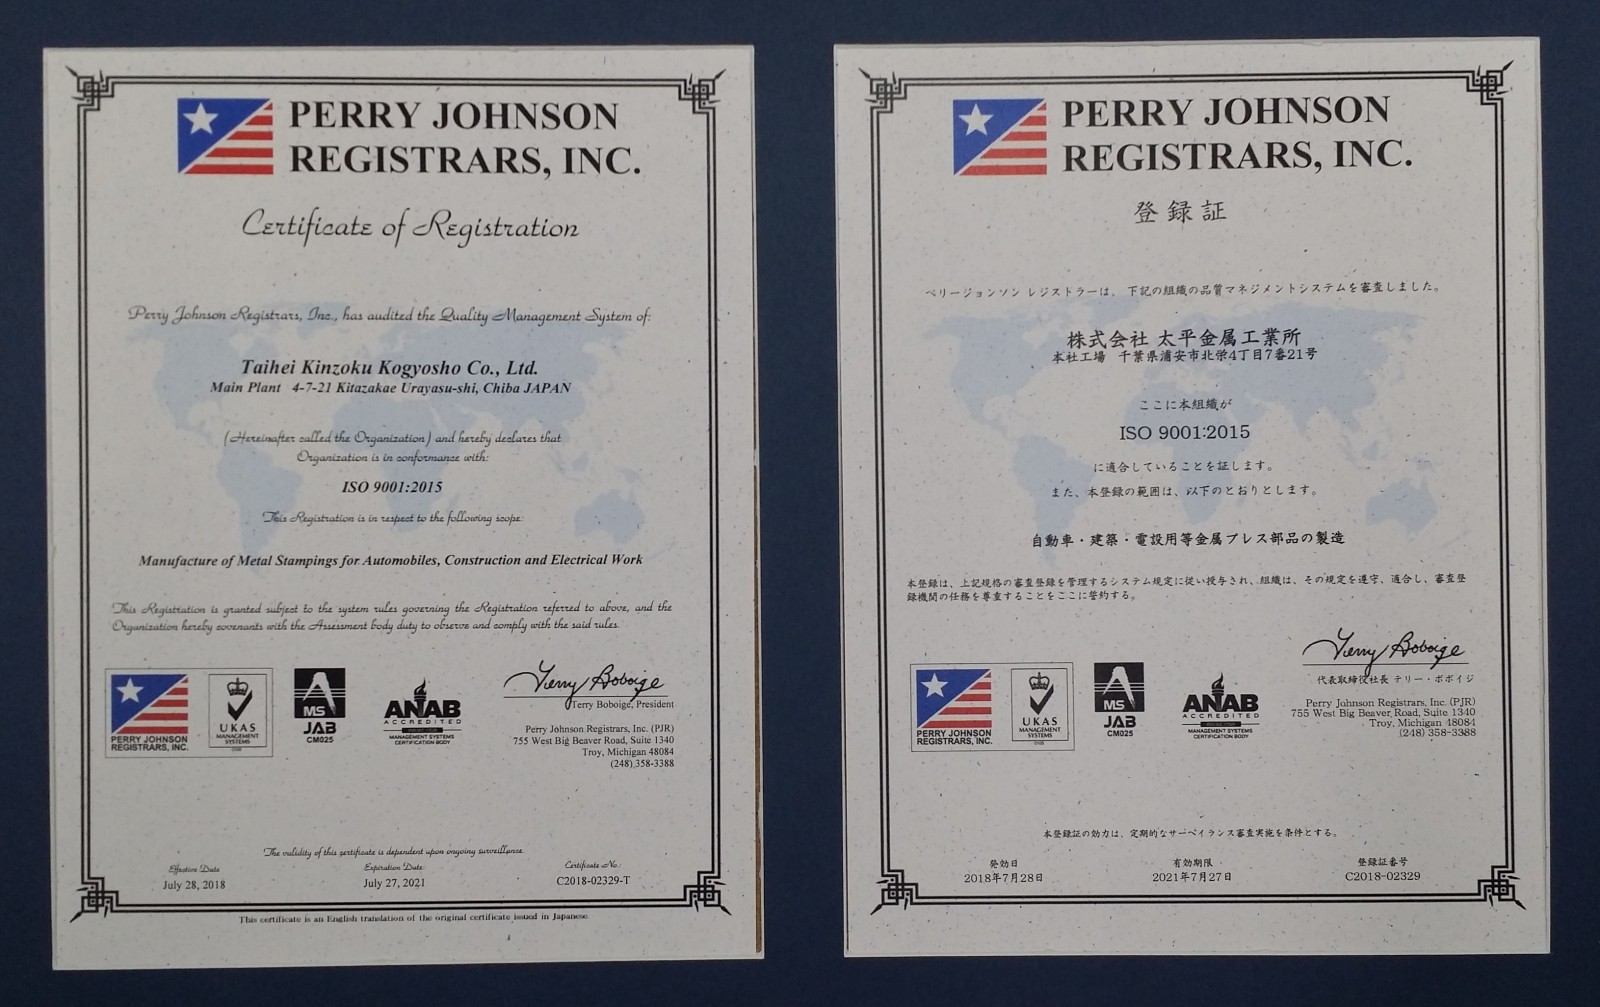 PERRY JOHNSON
REGISTRARS, INC.
Certificate of Registration
Perry Johnson Registrars, Inc., has audited the Quality Management System of:
Taihei Kinzoku Kogyosho Co., Ltd.
Main Plant 4-7-21 Kitazakae Urayasu-shi, Chiba JAPAN
(Hereinafter called the Organization) and hereby declares that
Organization is in conformance with:
ISO 9001:2015
This Registration is in respect to the following scope:
Manufacture of Metal Stampings for Automobiles, Construction and Electrical Work
This Registration is granted subject to the system rules governing the Registration referred to above, and the
Organization hereby covenants with the Assessment body duty to observe and comply with the said rules.
PERRY JOHNSON
REGISTRARS, INC.
UKAS
MANAGEMENT
SYSTEMS
MS
JAB
CM025
ANAB
ACCREDITED
MANAGEMENT SYSTEMS
CERTIFICATION BODY
Terry Boboige
Terry Boboige, President
Perry Johnson Registrars, Inc. (PJR)
755 West Big Beaver Road, Suite 1340
Troy, Michigan 48084
(248) 358-3388
The validity of this certificate is dependent upon ongoing surveillance.
Effective Date
July 28, 2018
Expiration Date:
July 27, 2021
Certificate No.:
C2018-02329-T
This certificate is an English translation of the original certificate issued in Japanese
PERRY JOHNSON
REGISTRARS, INC.
登録証
ペリージョンソン レジストラーは、下記の組織の品質マネジメントシステムを審査しました。
株式会社 太平金属工業所
本社工場 千葉県浦安市北栄4丁目7番21号
ここに本組織が
ISO 9001:2015
に適合していることを証します。
また、本登録の範囲は、以下のとおりとします。
自動車・建築・電設用等金属プレス部品の製造
本登録は、上記規格の審査登録を管理するシステム規定に従い授与され、組織は、その規定を遵守、適合し、審査登
録機関の任務を尊重することをここに誓約する。
PERRY JOHNSON
REGISTRARS, INC.
UKAS
MANAGEMENT
SYSTEMS
MS
JAB
CM025
ANAB
ACCREDITED
MANAGEMENT SYSTEMS
CERTIFICATION BODY
Terry Boboige
代表取締役社長 テリー・ボボイジ
Perry Johnson Registrars, Inc. (PJR)
755 West Big Beaver Road, Suite 1340
Troy, Michigan 48084
(248) 358-3388
本登録証の効力は、定期的なサーベイランス審査実施を条件とする。
発効日
2018年7月28日
有効期限
2021年7月27日
登録証番号
C2018-02329